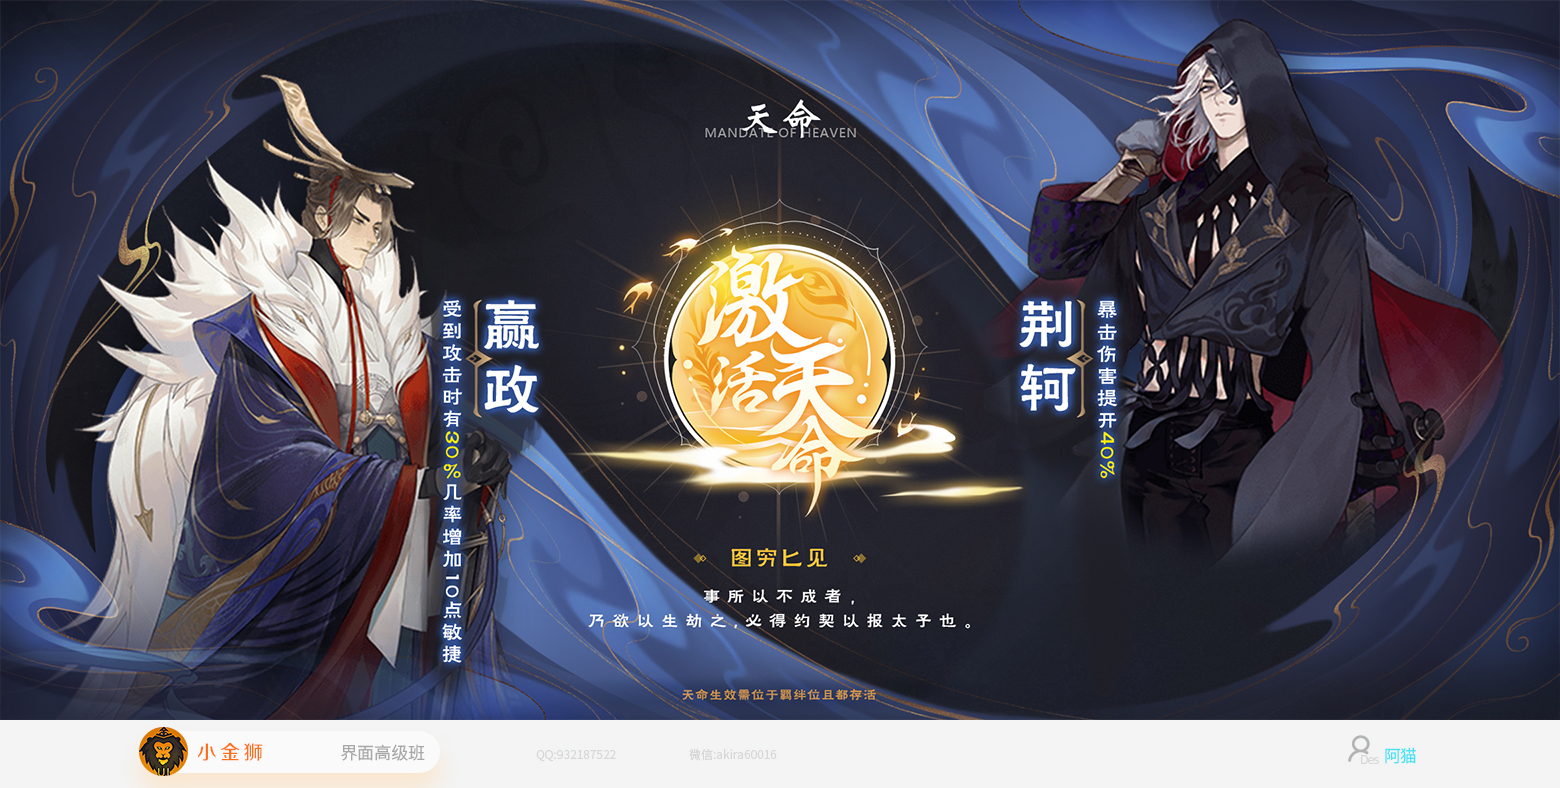 天命
MANDATE OF HEAVEN
激活
天命
嬴政
受到攻击时有30%几率增加10点敏捷
荆轲
暴击伤害提升40%
图穷匕见
事所以不成者,
乃欲以生劫之,必得约契以报太子也。
天命生效需位于羁绊位且都存活
小金狮
界面高级班
QQ:932187522
微信:akira60016
Des 阿猫